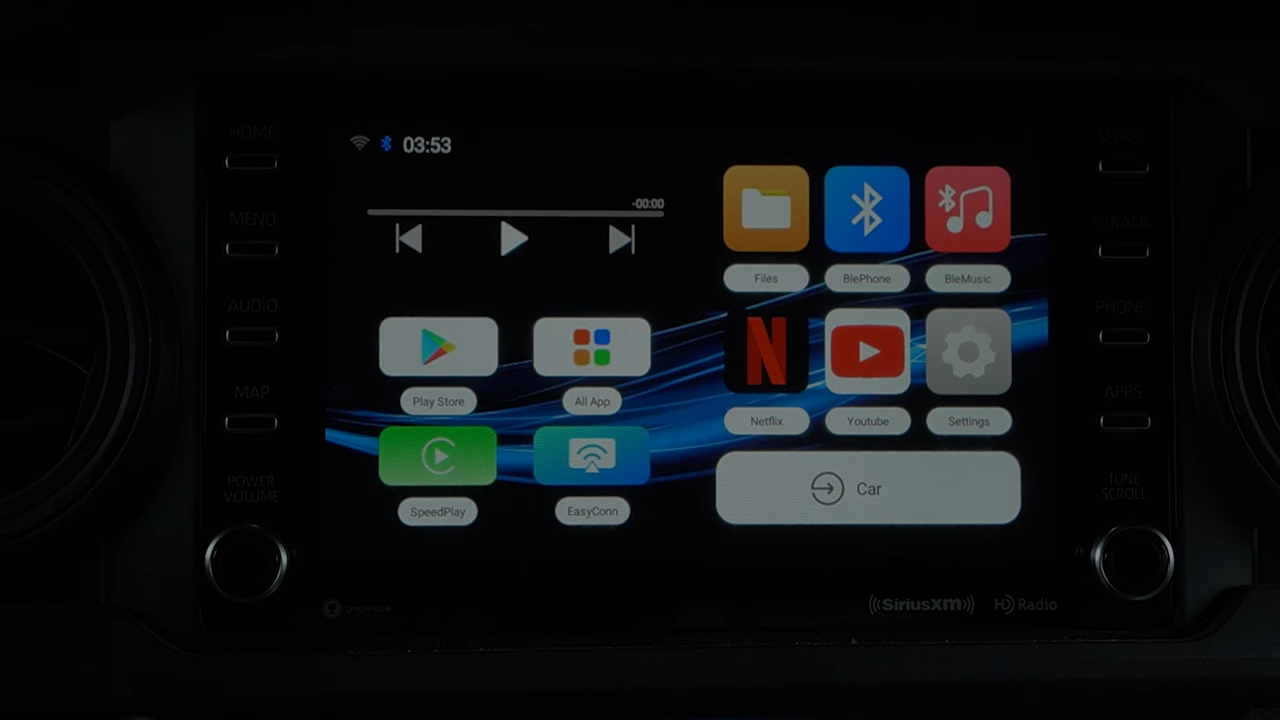 HOME
MENU
AUDIO
MAP
POWER
VOLUME
03:53
-00:00
Play Store
All App
SpeedPlay
EasyConn
Files
BlePhone
BleMusic
Netflix
Youtube
Settings
Car
SEEK >
<TRACK
PHONE
APPS
TUNE
SCROLL
gracenote
((SiriusXM))
HD Radio